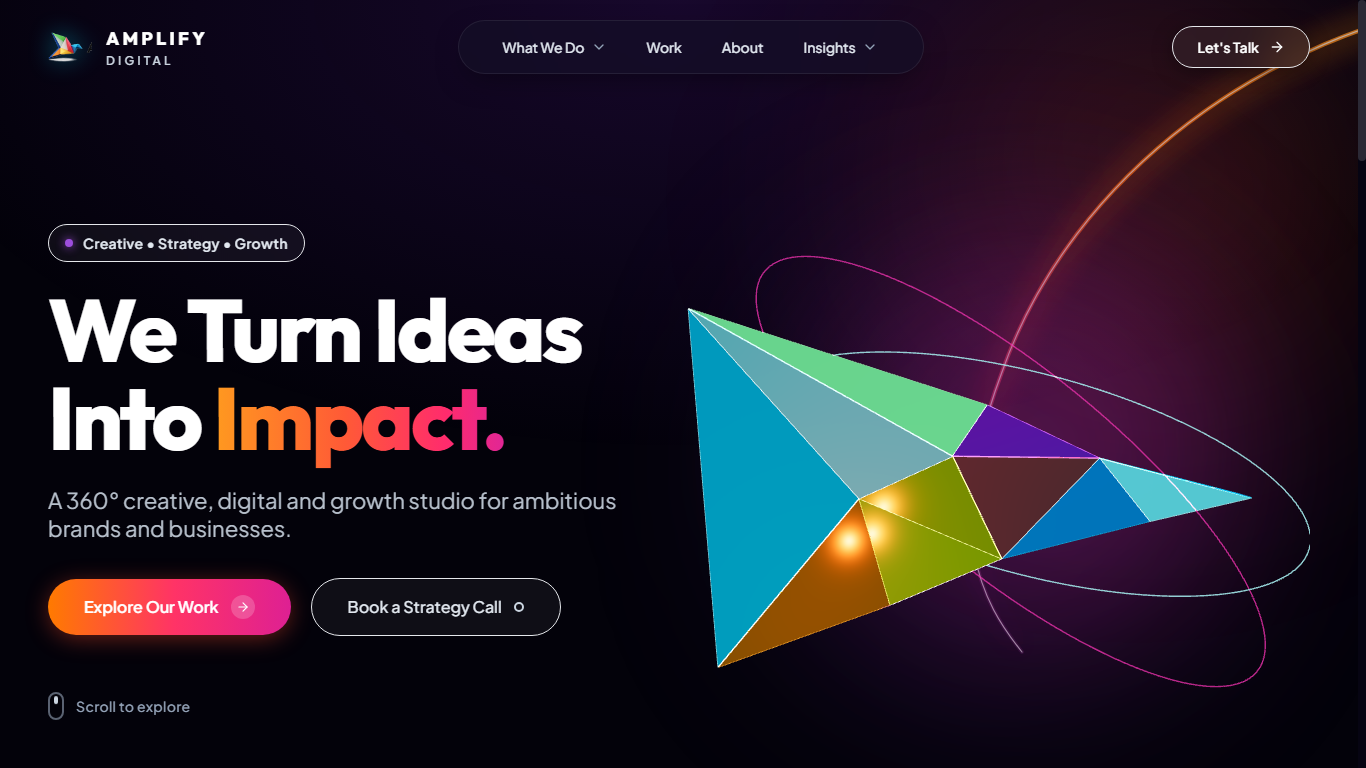 AMPLIFY
DIGITAL
What We Do
Work
About
Insights
Let's Talk
Creative • Strategy • Growth
We Turn Ideas
Into Impact.
A 360° creative, digital and growth studio for ambitious
brands and businesses.
Explore Our Work
Book a Strategy Call
Scroll to explore